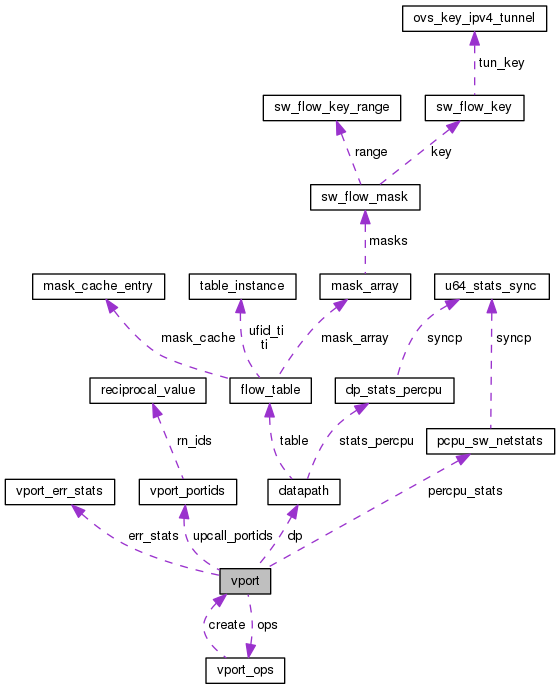 ovs_key_ipv4_tunnel
tun_key
sw_flow_key_range
sw_flow_key
range
key
sw_flow_mask
masks
mask_cache_entry
table_instance
mask_array
u64_stats_sync
mask_cache
ufid_ti
ti
mask_array
syncp
syncp
reciprocal_value
flow_table
dp_stats_percpu
rn_ids
table
stats_percpu
pcpu_sw_netstats
vport_err_stats
vport_portids
datapath
percpu_stats
err_stats
upcall_portids
dp
vport
create
ops
vport_ops